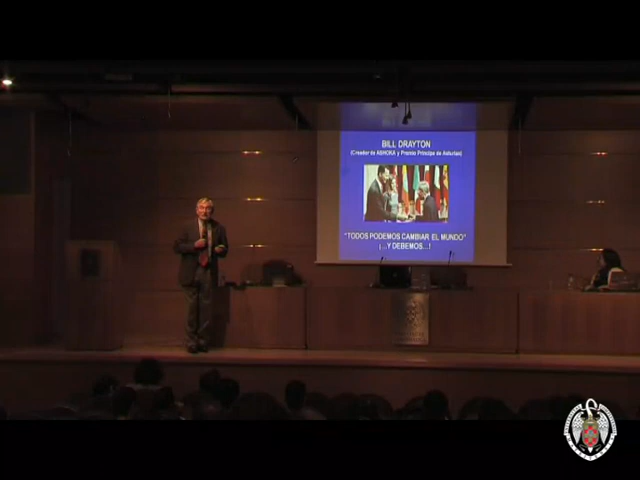 BILL DRAYTON
(Creador de ASHOKA y Premio Príncipe de Asturias)
"TODOS PODEMOS CAMBIAR EL MUNDO"
¡...Y DEBEMOS...!